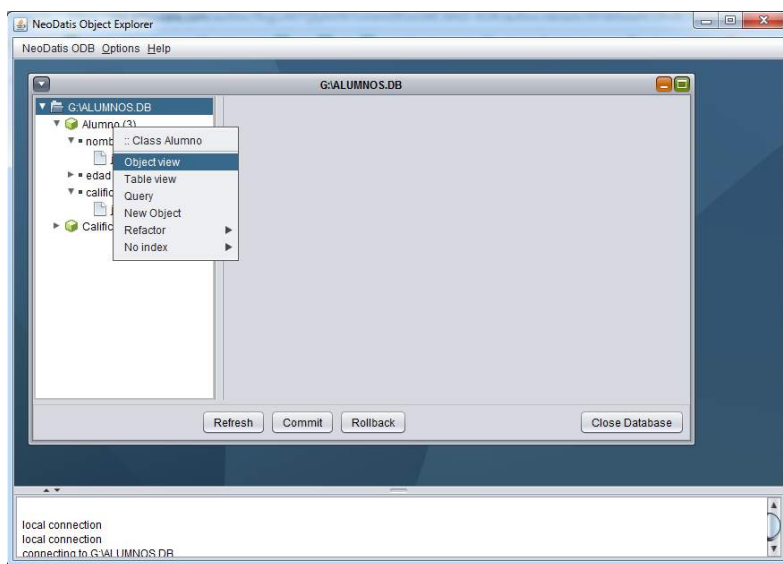 NeoDatis Object Explorer
NeoDatis ODB Options Help
G:\ALUMNOS.DB
G:\ALUMNOS.DB
Alumno (3)
:: Class Alumno
Object view
edad
Table view
Query
New Object
Refactor
No index
Refresh Commit Rollback Close Database
local connection
local connection
connecting to G:\ALUMNOS.DB